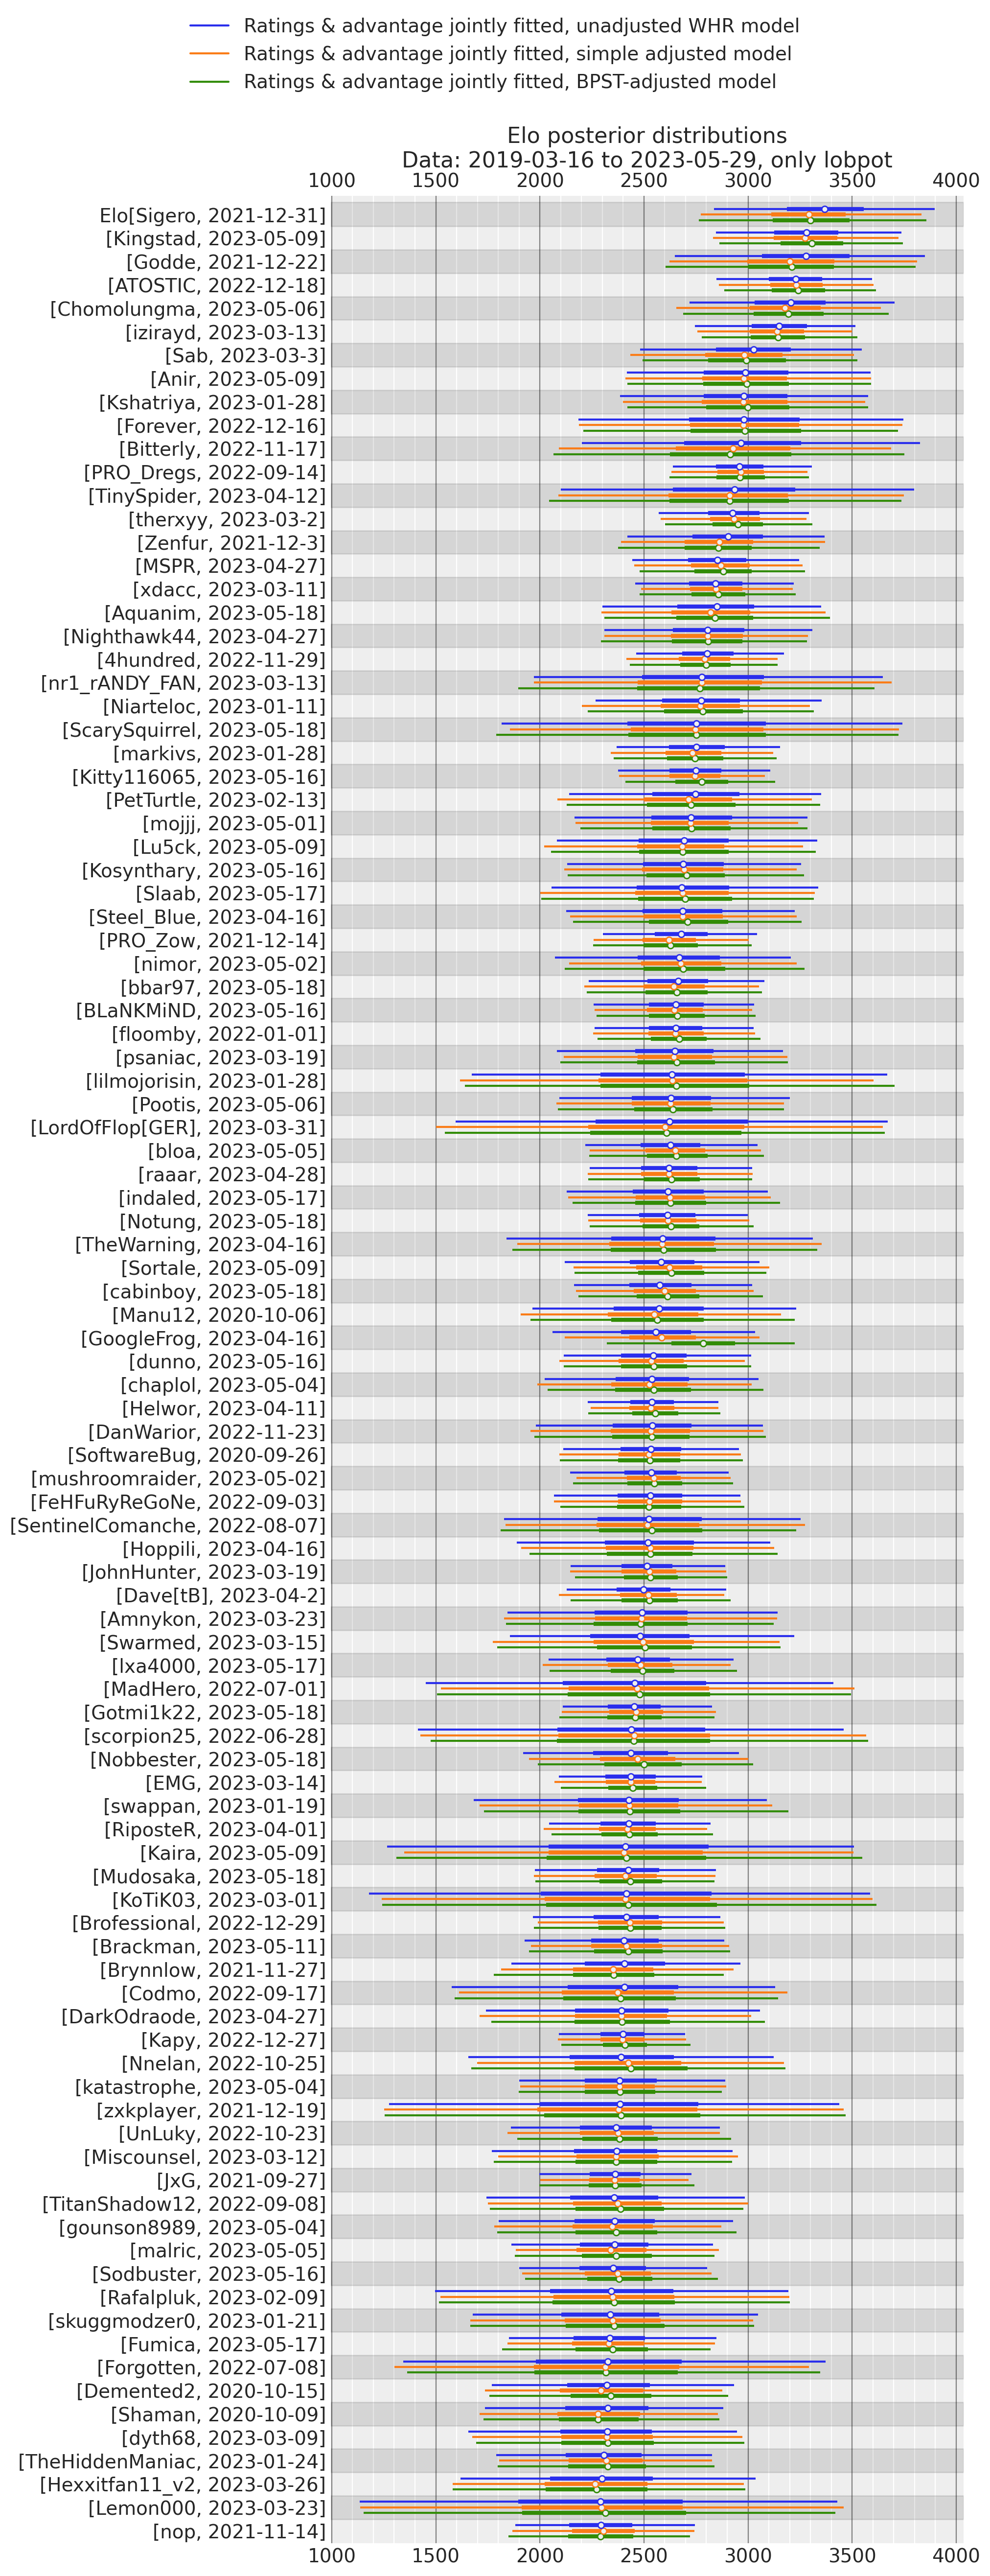 Ratings & advantage jointly fitted, unadjusted WHR model
Ratings & advantage jointly fitted, simple adjusted model
Ratings & advantage jointly fitted, BPST-adjusted model
Elo posterior distributions
Data: 2019-03-16 to 2023-05-29, only lobpot
1000 1500 2000 2500 3000 3500 4000
Elo[Sigero, 2021-12-31]
[Kingstad, 2023-05-09]
[Godde, 2021-12-22]
[ATOSTIC, 2022-12-18]
[Chomolungma, 2023-05-06]
[izirayd, 2023-03-13]
[Sab, 2023-03-3]
[Anir, 2023-05-09]
[Kshatriya, 2023-01-28]
[Forever, 2022-12-16]
[Bitterly, 2022-11-17]
[PRO_Dregs, 2022-09-14]
[TinySpider, 2023-04-12]
[therxyy, 2023-03-2]
[Zenfur, 2021-12-3]
[MSPR, 2023-04-27]
[xdacc, 2023-03-11]
[Aquanim, 2023-05-18]
[Nighthawk44, 2023-04-27]
[4hundred, 2022-11-29]
[nr1_rANDY_FAN, 2023-03-13]
[Niarteloc, 2023-01-11]
[ScarySquirrel, 2023-05-18]
[markivs, 2023-01-28]
[Kitty116065, 2023-05-16]
[PetTurtle, 2023-02-13]
[mojjj, 2023-05-01]
[Lu5ck, 2023-05-09]
[Kosynthary, 2023-05-16]
[Slaab, 2023-05-17]
[Steel_Blue, 2023-04-16]
[PRO_Zow, 2021-12-14]
[nimor, 2023-05-02]
[bbar97, 2023-05-18]
[BLaNKMiND, 2023-05-16]
[floomby, 2022-01-01]
[psaniac, 2023-03-19]
[lilmojorisin, 2023-01-28]
[Pootis, 2023-05-06]
[LordOfFlop[GER], 2023-03-31]
[bloa, 2023-05-05]
[raaar, 2023-04-28]
[indaled, 2023-05-17]
[Notung, 2023-05-18]
[TheWarning, 2023-04-16]
[Sortale, 2023-05-09]
[cabinboy, 2023-05-18]
[Manu12, 2020-10-06]
[GoogleFrog, 2023-04-16]
[dunno, 2023-05-16]
[chaplol, 2023-05-04]
[Helwor, 2023-04-11]
[DanWarior, 2022-11-23]
[SoftwareBug, 2020-09-26]
[mushroomraider, 2023-05-02]
[FeHFuRyReGoNe, 2022-09-03]
[SentinelComanche, 2022-08-07]
[Hoppili, 2023-04-16]
[JohnHunter, 2023-03-19]
[Dave[tB], 2023-04-2]
[Amnykon, 2023-03-23]
[Swarmed, 2023-03-15]
[lxa4000, 2023-05-17]
[MadHero, 2022-07-01]
[Gotmi1k22, 2023-05-18]
[scorpion25, 2022-06-28]
[Nobbester, 2023-05-18]
[EMG, 2023-03-14]
[swappan, 2023-01-19]
[RiposteR, 2023-04-01]
[Kaira, 2023-05-09]
[Mudosaka, 2023-05-18]
[KoTiK03, 2023-03-01]
[Brofessional, 2022-12-29]
[Brackman, 2023-05-11]
[Brynnlow, 2021-11-27]
[Codmo, 2022-09-17]
[DarkOdraode, 2023-04-27]
[Kapy, 2022-12-27]
[Nnelan, 2022-10-25]
[katastrophe, 2023-05-04]
[zxkplayer, 2021-12-19]
[UnLuky, 2022-10-23]
[Miscounsel, 2023-03-12]
[JxG, 2021-09-27]
[TitanShadow12, 2022-09-08]
[gounson8989, 2023-05-04]
[malric, 2023-05-05]
[Sodbuster, 2023-05-16]
[Rafalpluk, 2023-02-09]
[skuggmodzer0, 2023-01-21]
[Fumica, 2023-05-17]
[Forgotten, 2022-07-08]
[Demented2, 2020-10-15]
[Shaman, 2020-10-09]
[dyth68, 2023-03-09]
[TheHiddenManiac, 2023-01-24]
[Hexxitfan11_v2, 2023-03-26]
[Lemon000, 2023-03-23]
[nop, 2021-11-14]
1000 1500 2000 2500 3000 3500 4000